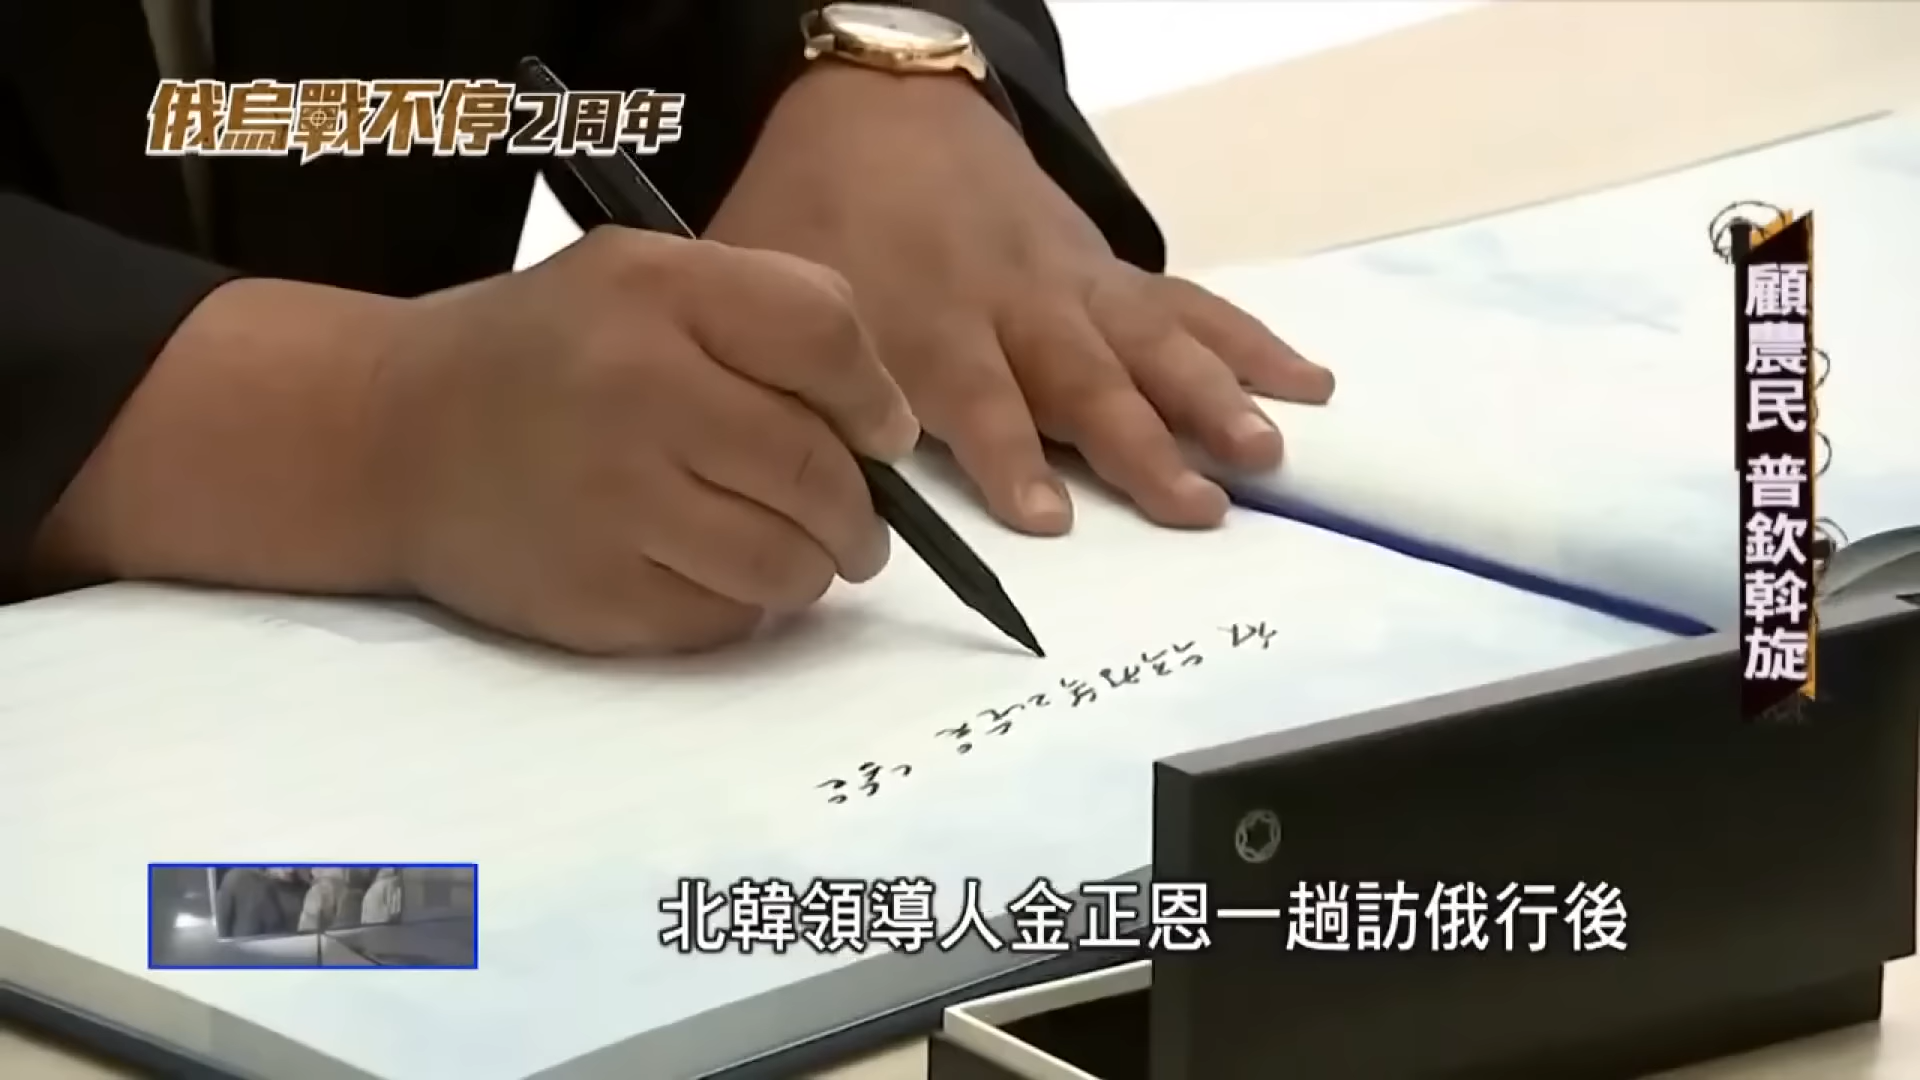 俄烏戰不停2周年
顧農民 普欽斡旋
北韓領導人金正恩一趟訪俄行後